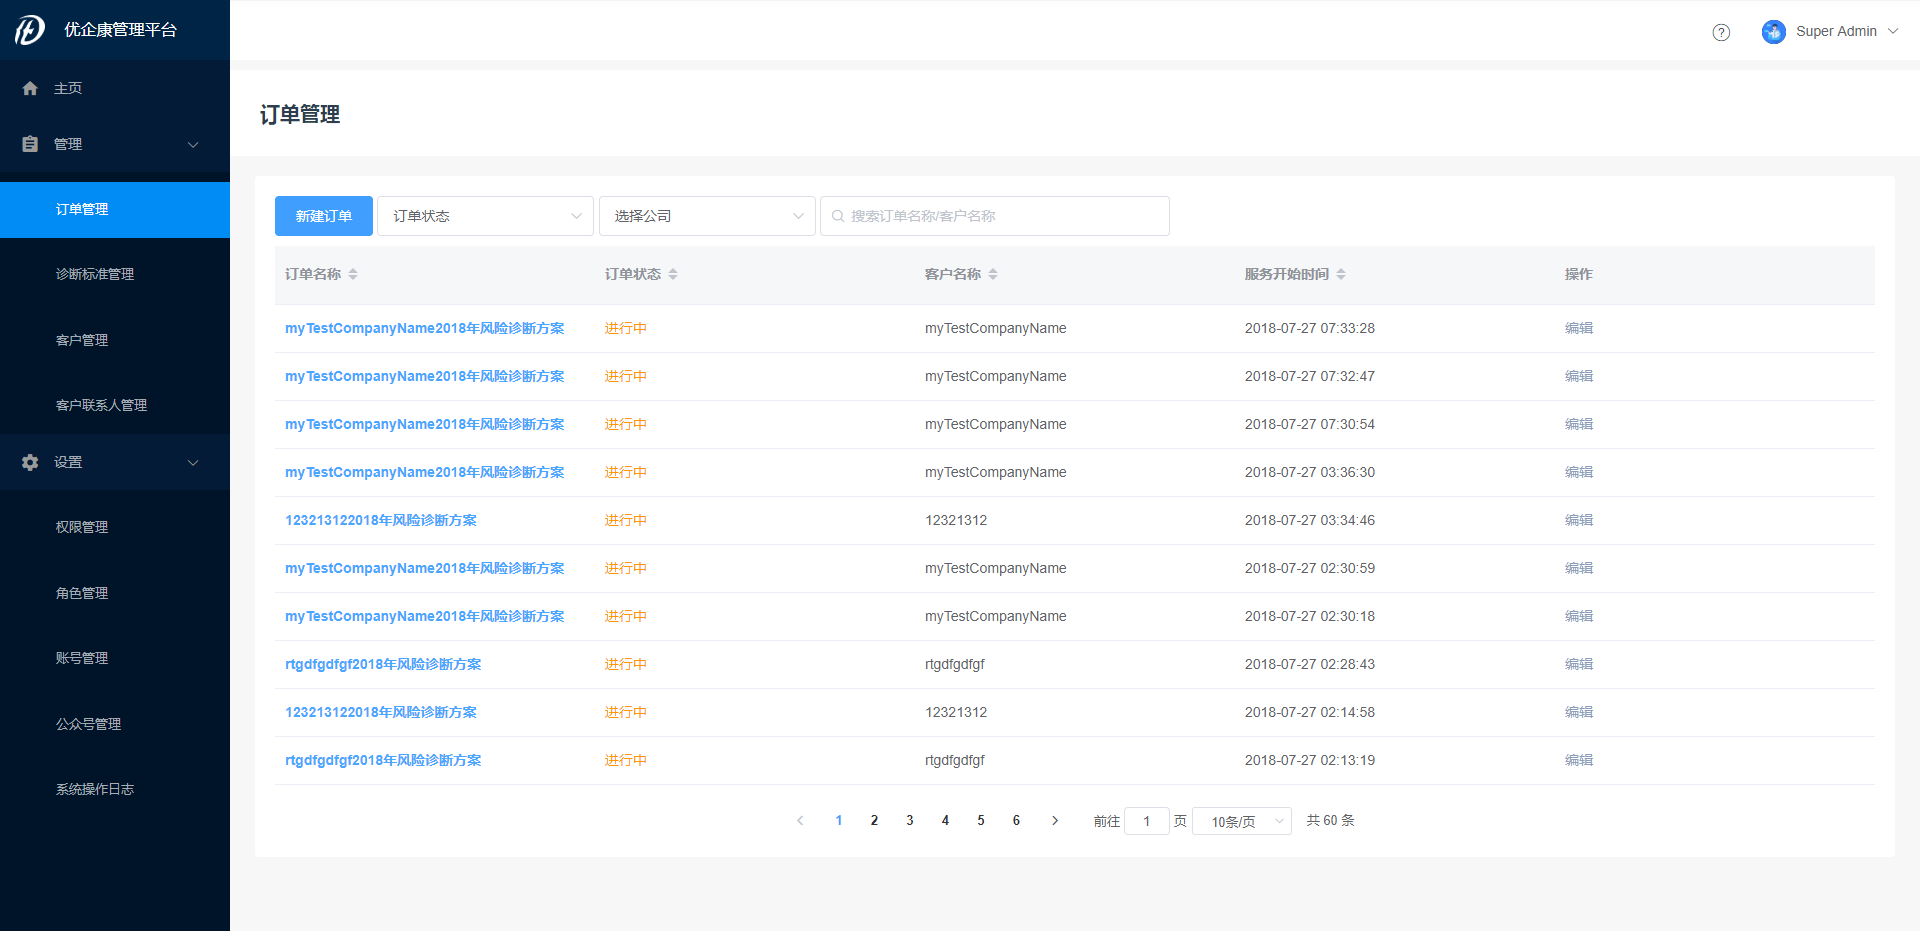 优企康管理平台
Super Admin
主页
管理
订单管理
诊断标准管理
客户管理
客户联系人管理
设置
权限管理
角色管理
账号管理
公众号管理
系统操作日志
订单管理
新建订单 订单状态 选择公司 搜索订单名称/客户名称
订单名称 订单状态 客户名称 服务开始时间 操作
myTestCompanyName2018年风险诊断方案 进行中 myTestCompanyName 2018-07-27 07:33:28 编辑
myTestCompanyName2018年风险诊断方案 进行中 myTestCompanyName 2018-07-27 07:32:47 编辑
myTestCompanyName2018年风险诊断方案 进行中 myTestCompanyName 2018-07-27 07:30:54 编辑
myTestCompanyName2018年风险诊断方案 进行中 myTestCompanyName 2018-07-27 03:36:30 编辑
123213122018年风险诊断方案 进行中 12321312 2018-07-27 03:34:46 编辑
myTestCompanyName2018年风险诊断方案 进行中 myTestCompanyName 2018-07-27 02:30:59 编辑
myTestCompanyName2018年风险诊断方案 进行中 myTestCompanyName 2018-07-27 02:30:18 编辑
rtgdfgdfgf2018年风险诊断方案 进行中 rtgdfgdfgf 2018-07-27 02:28:43 编辑
123213122018年风险诊断方案 进行中 12321312 2018-07-27 02:14:58 编辑
rtgdfgdfgf2018年风险诊断方案 进行中 rtgdfgdfgf 2018-07-27 02:13:19 编辑
1 2 3 4 5 6 前往 1 页 10条/页 共 60 条